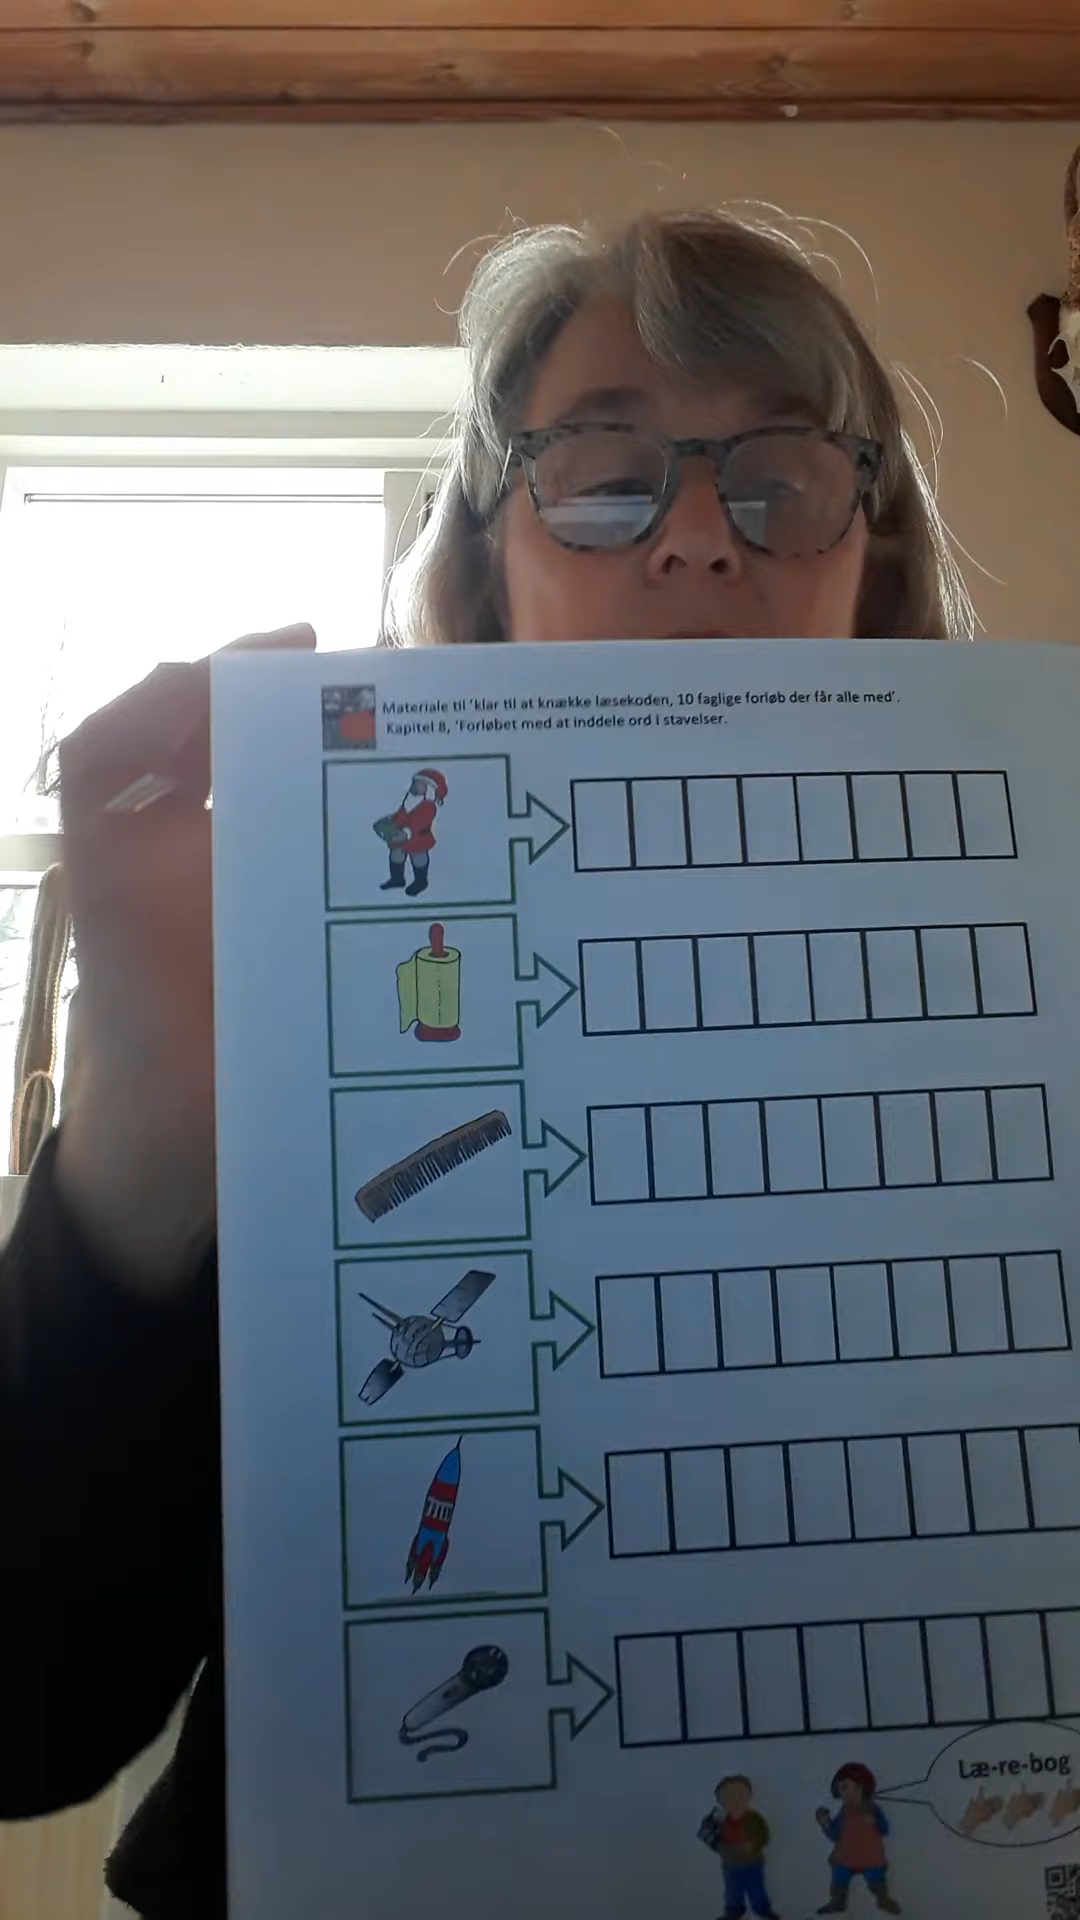 Materiale til 'klar til at knække læsekoden, 10 faglige forløb der får alle med'.
Kapitel 8, 'Forløbet med at inddele ord i stavelser.
Læ-re-bog